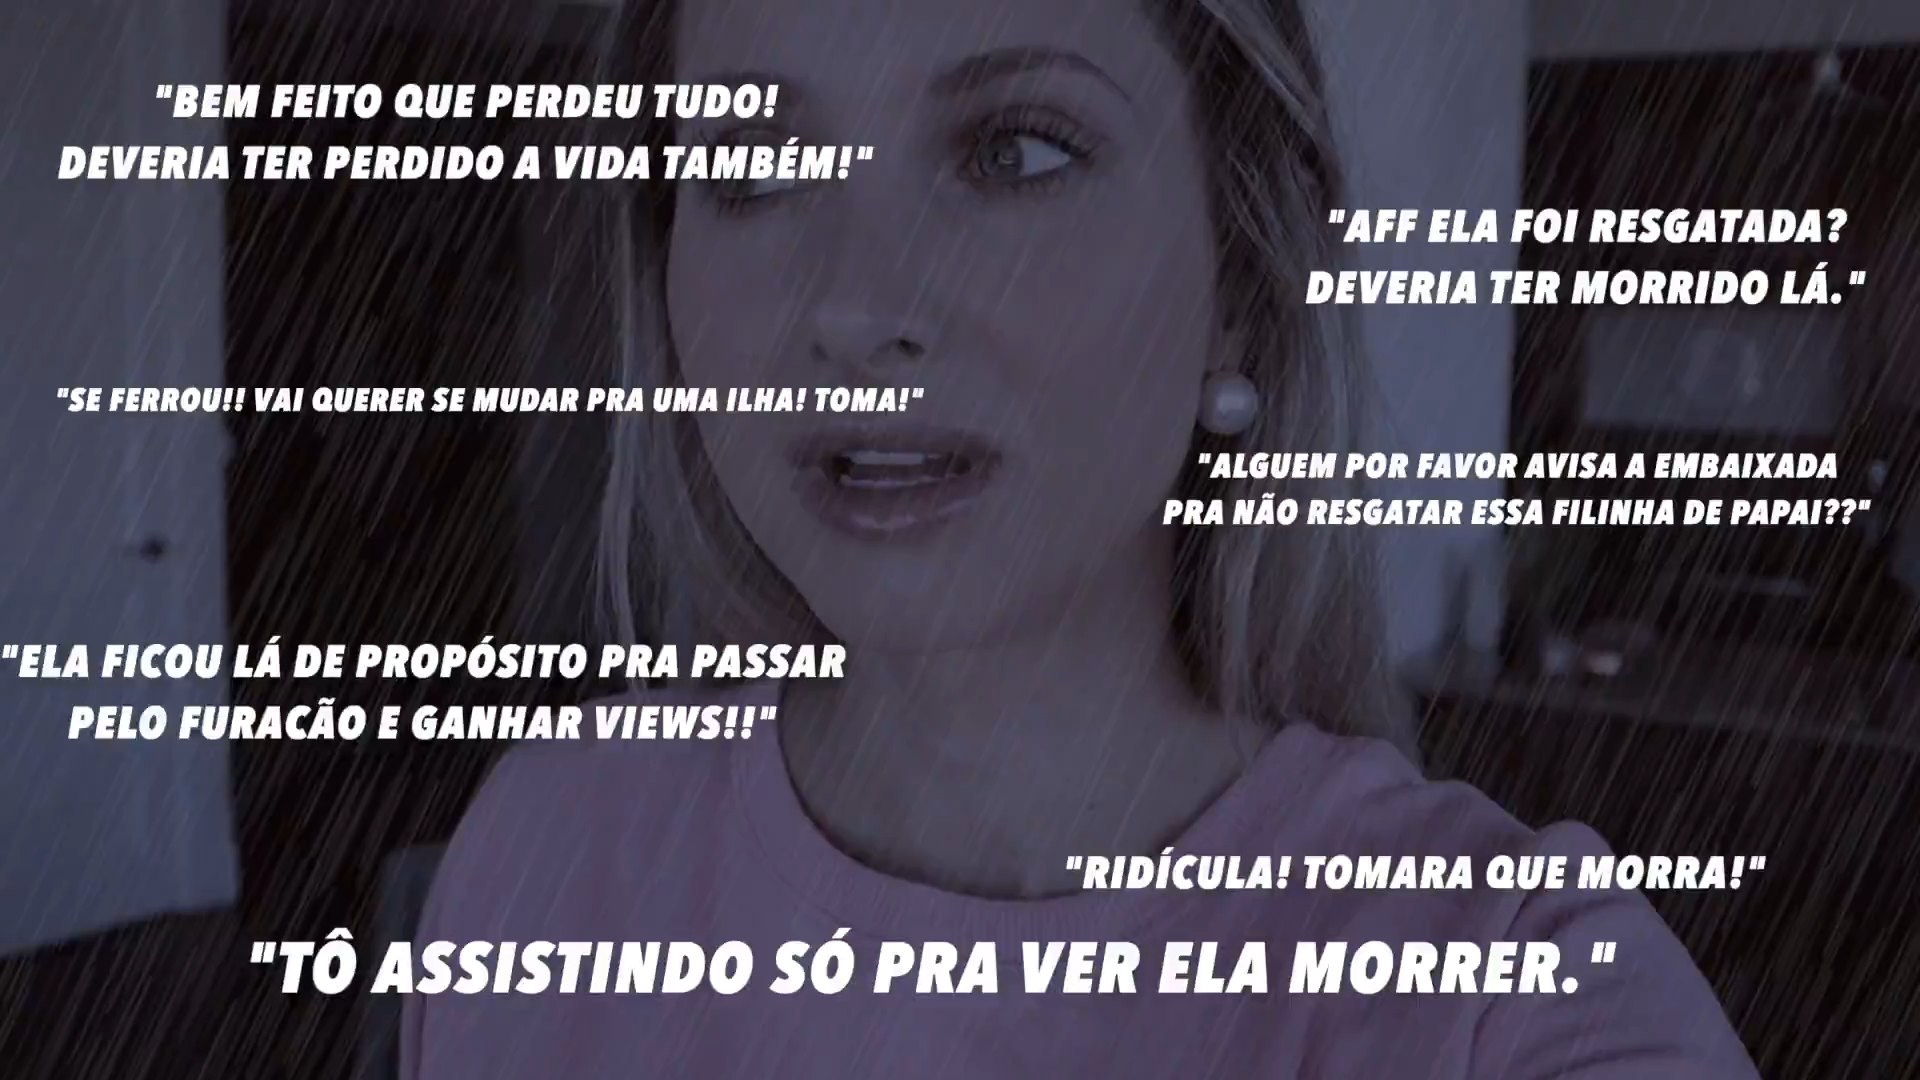 "BEM FEITO QUE PERDEU TUDO!
DEVERIA TER PERDIDO A VIDA TAMBÉM!"
"AFF ELA FOI RESGATADA?
DEVERIA TER MORRIDO LÁ."
"SE FERROU!! VAI QUERER SE MUDAR PRA UMA ILHA! TOMA!"
"ALGUEM POR FAVOR AVISA A EMBAIXADA
PRA NÃO RESGATAR ESSA FILINHA DE PAPAI??"
"ELA FICOU LÁ DE PROPÓSITO PRA PASSAR
PELO FURACÃO E GANHAR VIEWS!!"
"RIDÍCULA! TOMARA QUE MORRA!"
"TÔ ASSISTINDO SÓ PRA VER ELA MORRER."